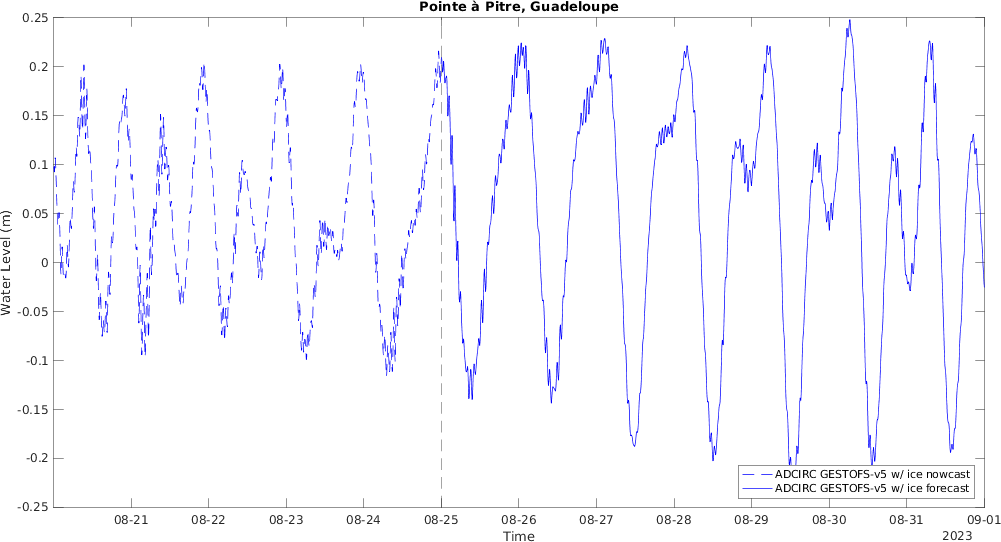 Pointe à Pitre, Guadeloupe
0.25
0.2
0.15
0.1
0.05
0
-0.05
-0.1
-0.15
-0.2
-0.25
Water Level (m)
ADCIRC GESTOFS-v5 w/ ice nowcast
ADCIRC GESTOFS-v5 w/ ice forecast
08-21 08-22 08-23 08-24 08-25 08-26 08-27 08-28 08-29 08-30 08-31 09-01
Time
2023